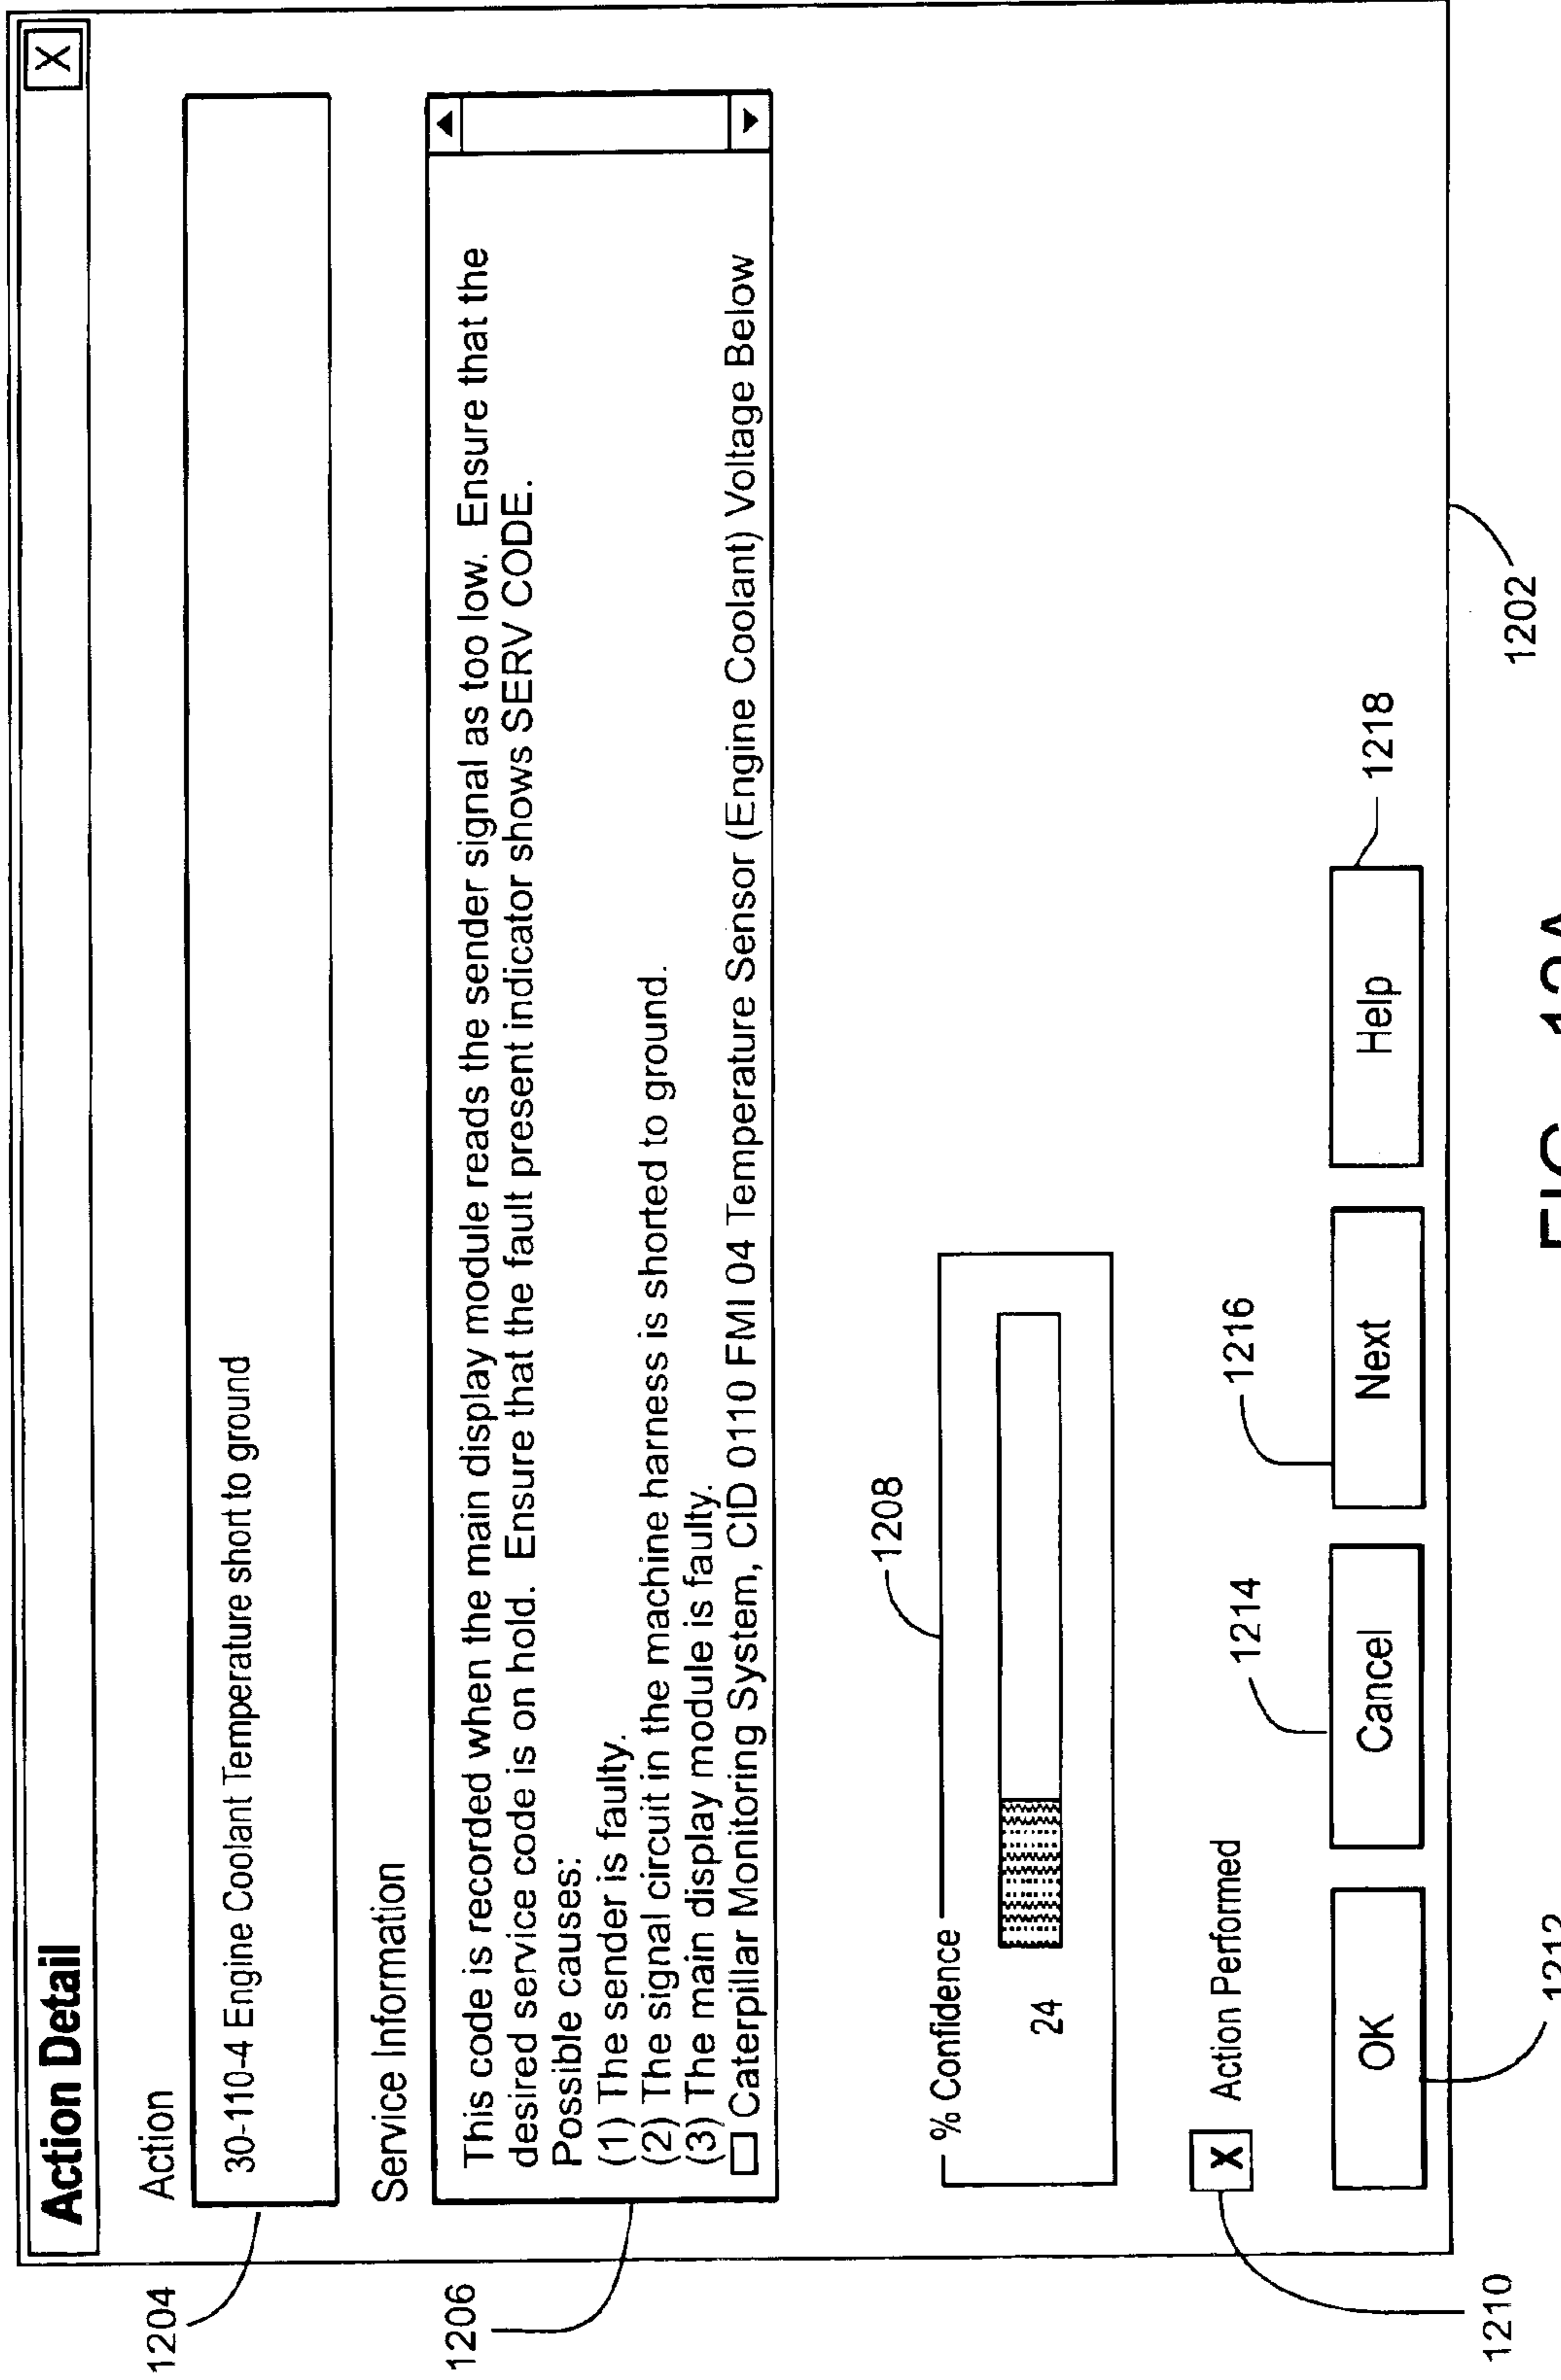 Action Detail
X
Action
1204
30-110-4 Engine Coolant Temperature short to ground
Service Information
1206
This code is recorded when the main display module reads the sender signal as too low. Ensure that the
desired service code is on hold. Ensure that the fault present indicator shows SERV CODE.
Possible causes:
(1) The sender is faulty.
(2) The signal circuit in the machine harness is shorted to ground.
(3) The main display module is faulty.
Caterpillar Monitoring System, CID 0110 FMI 04 Temperature Sensor (Engine Coolant) Voltage Below
1208
% Confidence
24
X Action Performed
1210
1214
1216
OK
Cancel
Next
Help
1218
1212
1202
FIG. 12A